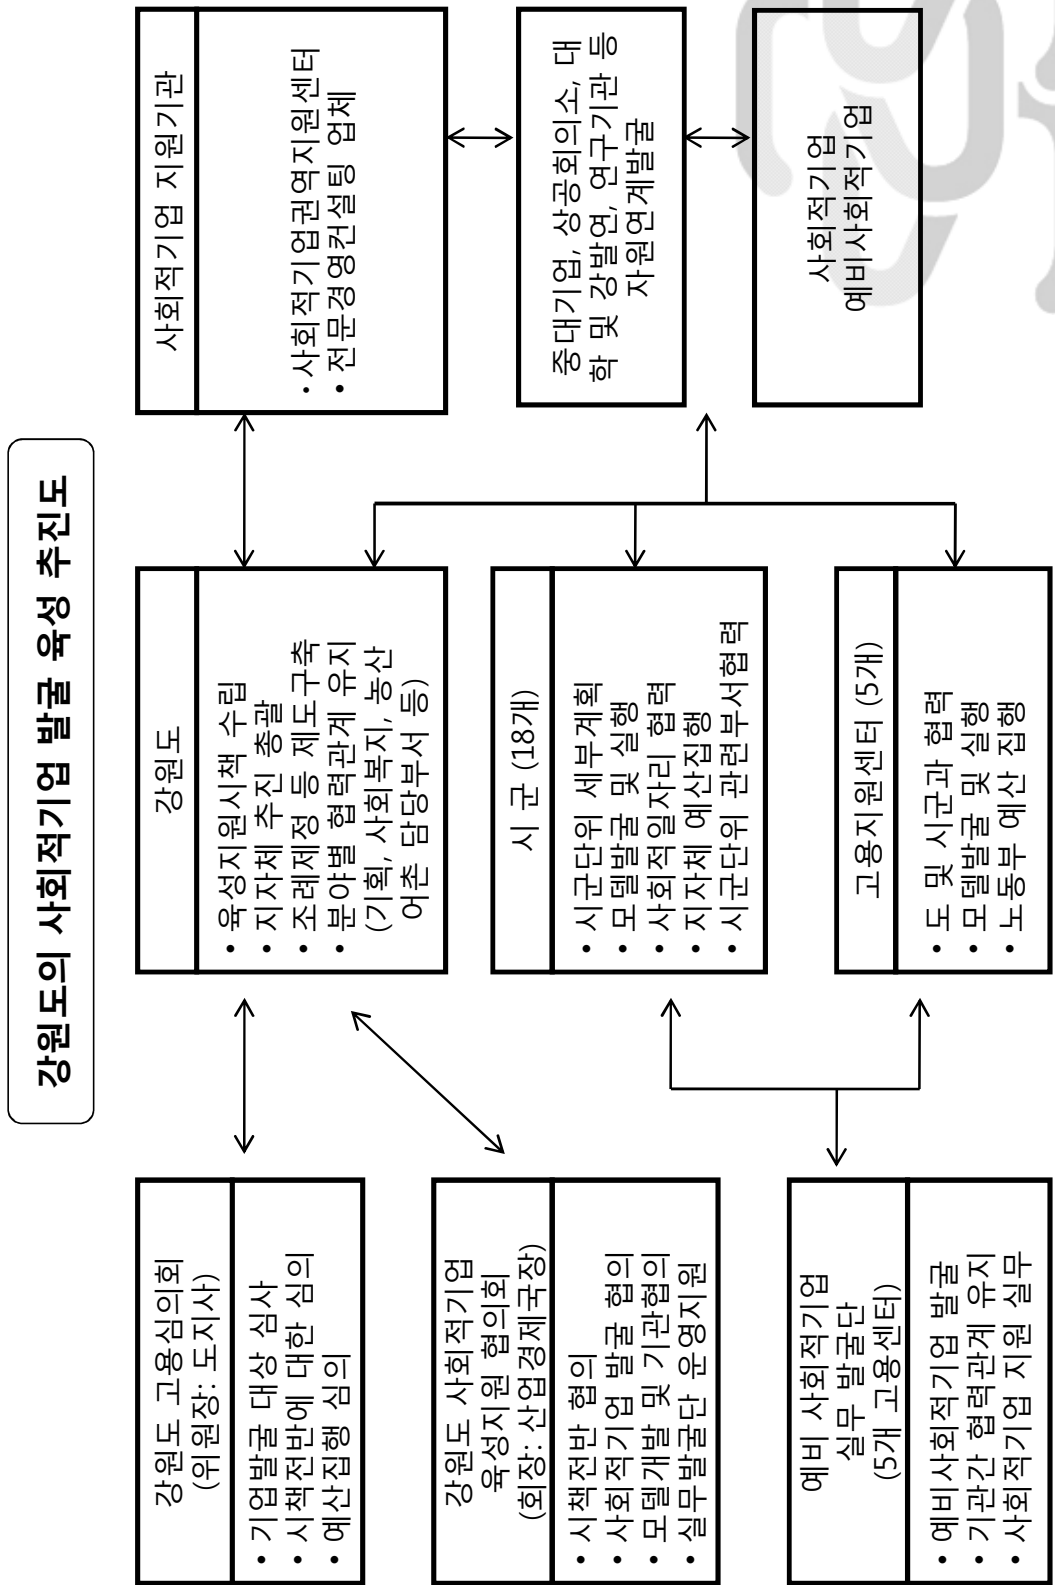 강원도의 사회적기업 발굴 육성 추진도
강원도 고용심의회
(위원장: 도지사)
• 기업발굴 대상 심사
• 시책전반에 대한 심의
• 예산집행 심의
강원도 사회적기업
육성지원 협의회
(회장: 산업경제국장)
• 시책전반 협의
• 사회적기업 발굴 협의
• 모델개발 및 기관협의
• 실무발굴단 운영지원
예비 사회적기업
실무 발굴단
(5개 고용센터)
• 예비사회적기업 발굴
• 기관간 협력관계 유지
• 사회적기업 지원 실무
강원도
• 육성지원시책 수립
• 지자체 추진 총괄
• 조례제정 등 제도구축
• 분야별 협력관계 유지
(기획, 사회복지, 농산
어촌 담당부서 등)
시 군 (18개)
• 시군단위 세부계획
• 모델발굴 및 실행
• 사회적일자리 협력
• 지자체 예산집행
• 시군단위 관련부서협력
고용지원센터 (5개)
• 도 및 시군과 협력
• 모델발굴 및 실행
• 노동부 예산 집행
사회적기업 지원기관
• 사회적기업권역지원센터
• 전문경영컨설팅 업체
중대기업, 상공회의소, 대
학 및 강발연, 연구기관 등
자원연계발굴
사회적기업
예비사회적기업